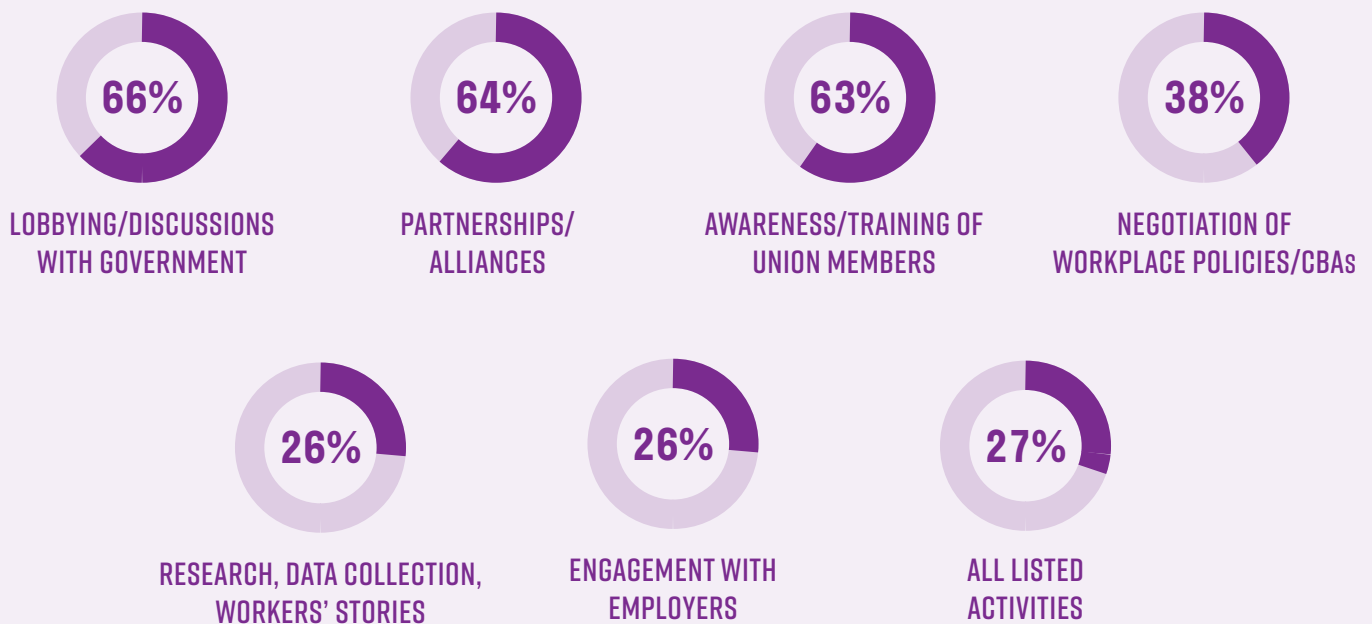 66%
64%
63%
38%
LOBBYING/DISCUSSIONS
WITH GOVERNMENT
PARTNERSHIPS/
ALLIANCES
AWARENESS/TRAINING OF
UNION MEMBERS
NEGOTIATION OF
WORKPLACE POLICIES/CBAs
26%
26%
27%
RESEARCH, DATA COLLECTION,
WORKERS’ STORIES
ENGAGEMENT WITH
EMPLOYERS
ALL LISTED
ACTIVITIES